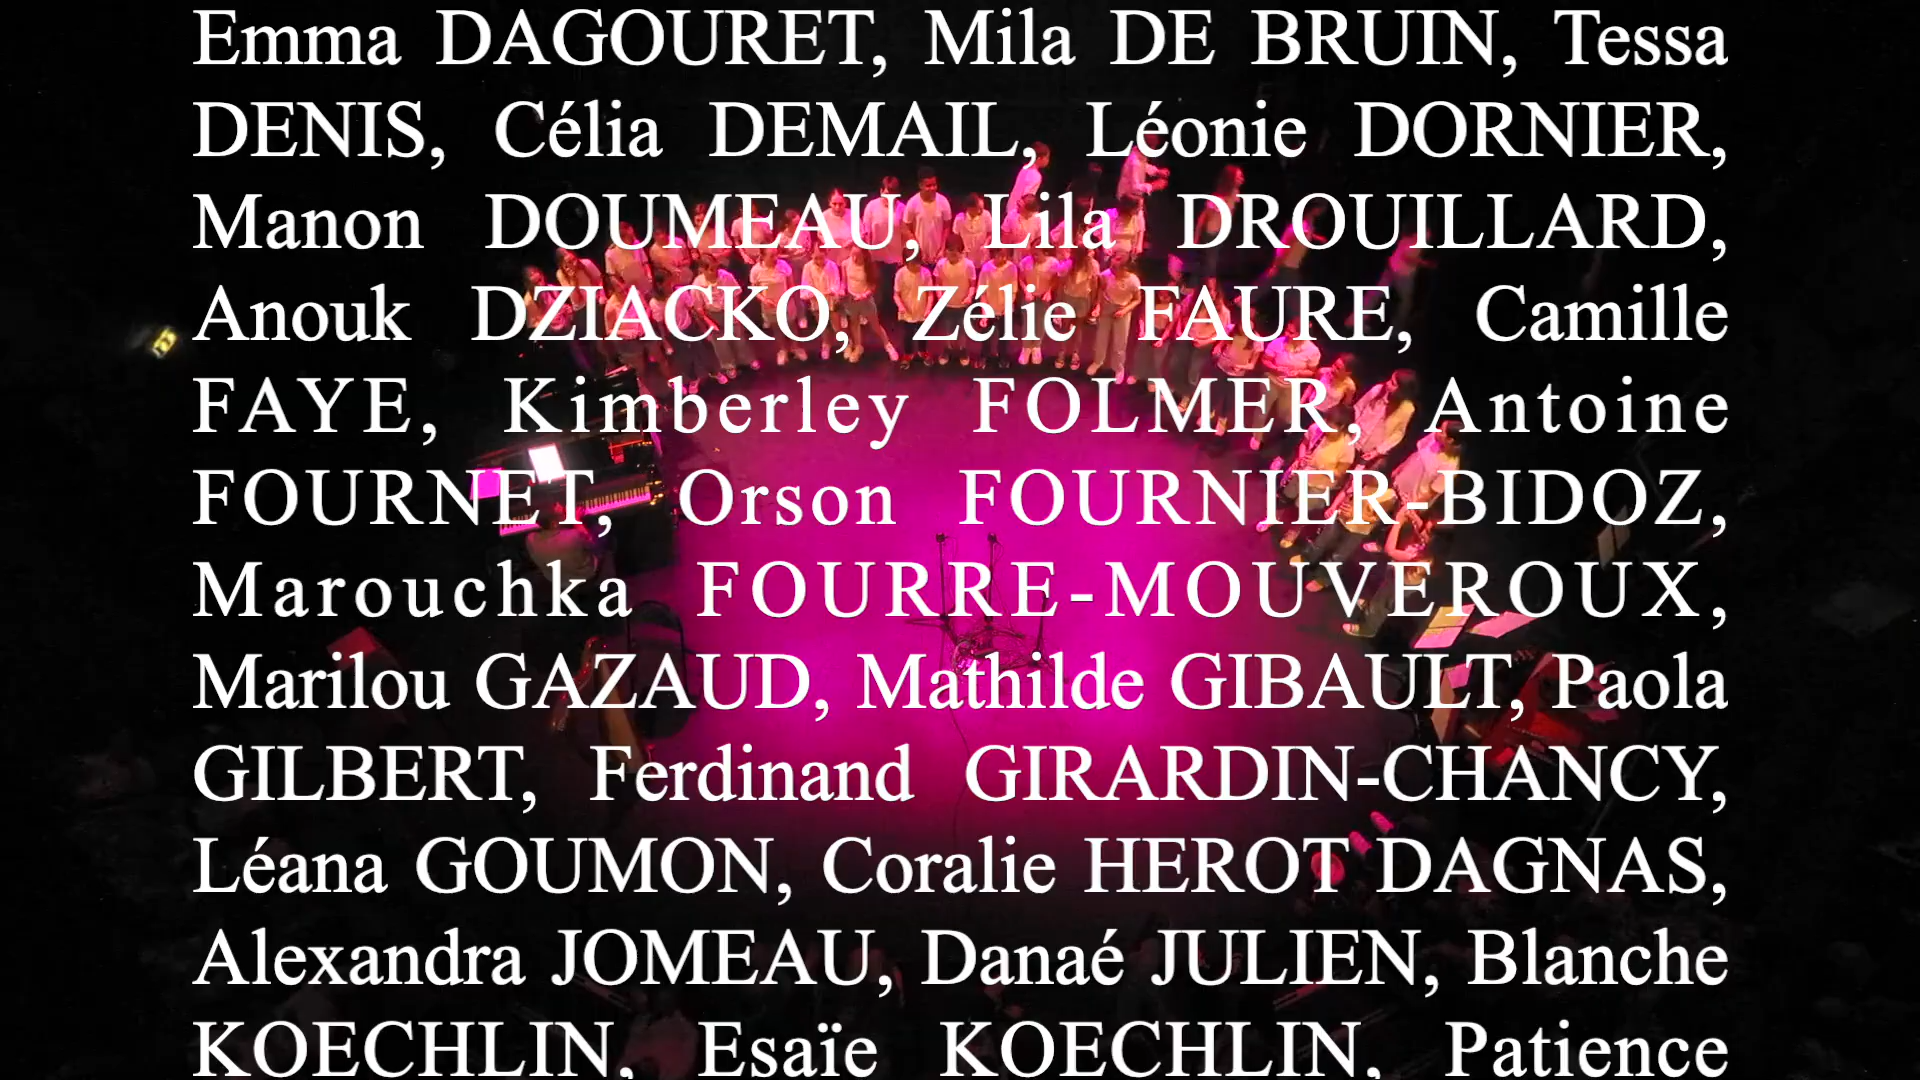 Emma DAGOURET, Mila DE BRUIN, Tessa
DENIS, Célia DEMAIL, Léonie DORNIER,
Manon DOUMEAU, Lila DROUILLARD,
Anouk DZIACKO, Zélie FAURE, Camille
FAYE, Kimberley FOLMER, Antoine
FOURNET, Orson FOURNIER-BIDOZ,
Marouchka FOURRE-MOUVEROUX,
Marilou GAZAUD, Mathilde GIBAULT, Paola
GILBERT, Ferdinand GIRARDIN-CHANCY,
Léana GOUMON, Coralie HEROT DAGNAS,
Alexandra JOMEAU, Danaé JULIEN, Blanche
KOECHLIN, Esaïe KOECHLIN, Patience